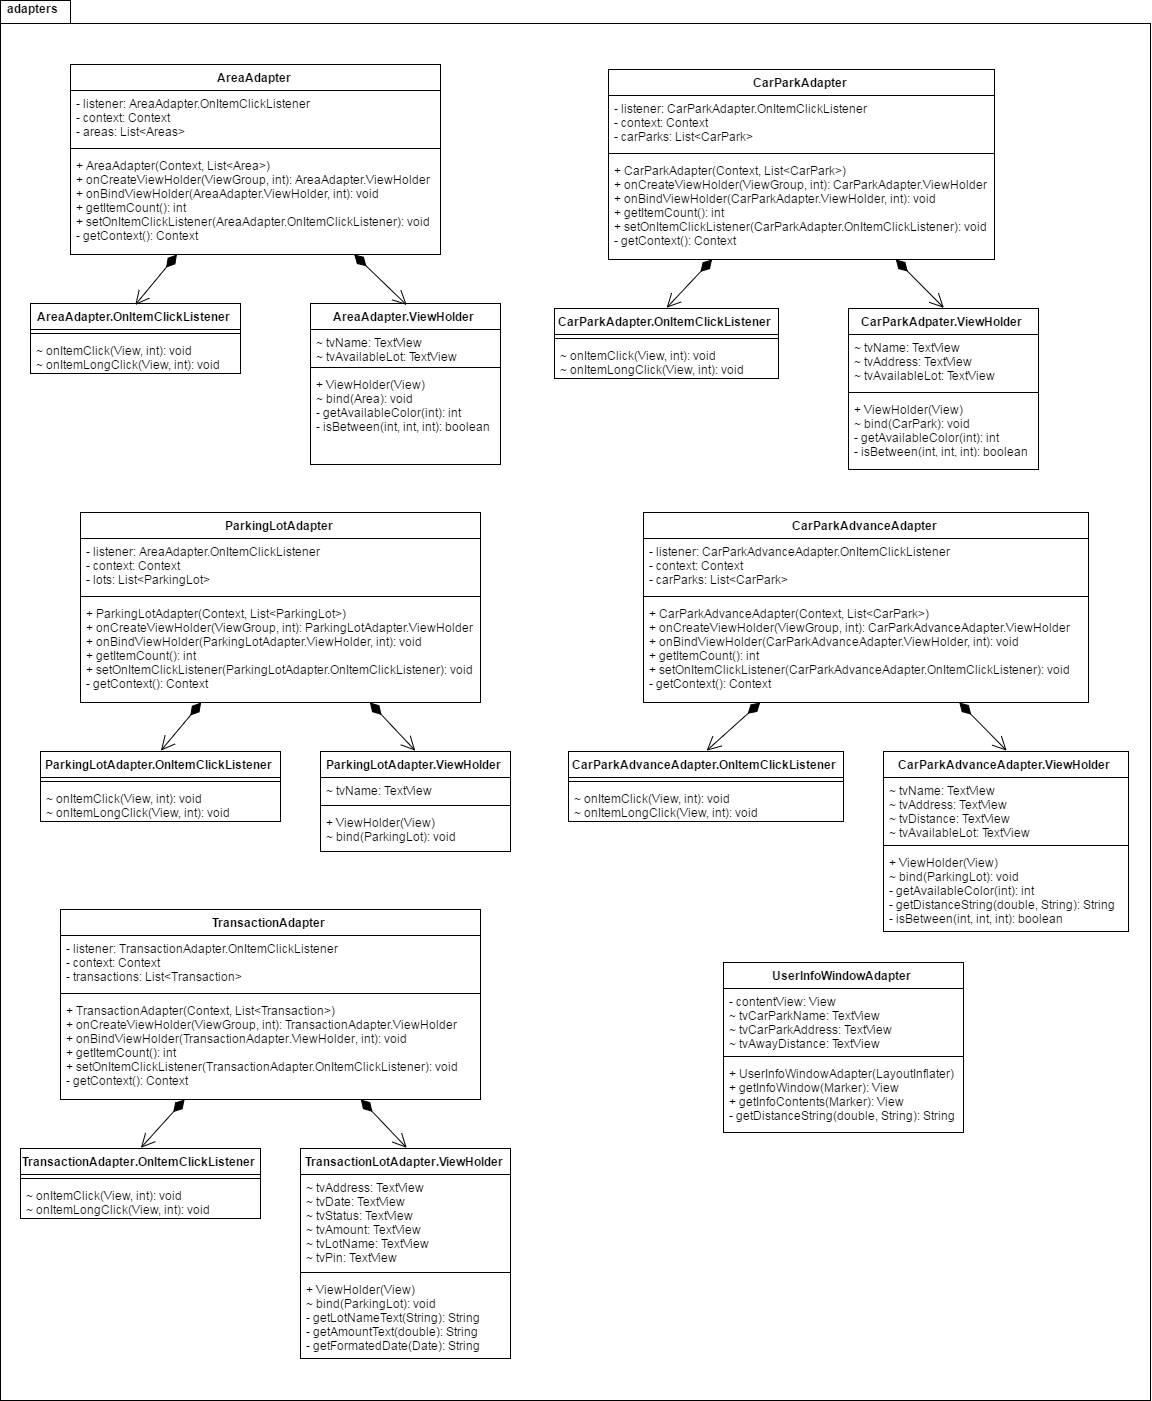 adapters
AreaAdapter
- listener: AreaAdapter.OnItemClickListener
- context: Context
- areas: List<Areas>
+ AreaAdapter(Context, List<Area>)
+ onCreateViewHolder(ViewGroup, int): AreaAdapter.ViewHolder
+ onBindViewHolder(AreaAdapter.ViewHolder, int): void
+ getItemCount(): int
+ setOnItemClickListener(AreaAdapter.OnItemClickListener): void
- getContext(): Context
AreaAdapter.OnItemClickListener
~ onItemClick(View, int): void
~ onItemLongClick(View, int): void
AreaAdapter.ViewHolder
~ tvName: TextView
~ tvAvailableLot: TextView
+ ViewHolder(View)
~ bind(Area): void
- getAvailableColor(int): int
- isBetween(int, int, int): boolean
CarParkAdapter
- listener: CarParkAdapter.OnItemClickListener
- context: Context
- carParks: List<CarPark>
+ CarParkAdapter(Context, List<CarPark>)
+ onCreateViewHolder(ViewGroup, int): CarParkAdapter.ViewHolder
+ onBindViewHolder(CarParkAdapter.ViewHolder, int): void
+ getItemCount(): int
+ setOnItemClickListener(CarParkAdapter.OnItemClickListener): void
- getContext(): Context
CarParkAdapter.OnItemClickListener
~ onItemClick(View, int): void
~ onItemLongClick(View, int): void
CarParkAdpater.ViewHolder
~ tvName: TextView
~ tvAddress: TextView
~ tvAvailableLot: TextView
+ ViewHolder(View)
~ bind(CarPark): void
- getAvailableColor(int): int
- isBetween(int, int, int): boolean
ParkingLotAdapter
- listener: AreaAdapter.OnItemClickListener
- context: Context
- lots: List<ParkingLot>
+ ParkingLotAdapter(Context, List<ParkingLot>)
+ onCreateViewHolder(ViewGroup, int): ParkingLotAdapter.ViewHolder
+ onBindViewHolder(ParkingLotAdapter.ViewHolder, int): void
+ getItemCount(): int
+ setOnItemClickListener(ParkingLotAdapter.OnItemClickListener): void
- getContext(): Context
ParkingLotAdapter.OnItemClickListener
~ onItemClick(View, int): void
~ onItemLongClick(View, int): void
ParkingLotAdapter.ViewHolder
~ tvName: TextView
+ ViewHolder(View)
~ bind(ParkingLot): void
CarParkAdvanceAdapter
- listener: CarParkAdvanceAdapter.OnItemClickListener
- context: Context
- carParks: List<CarPark>
+ CarParkAdvanceAdapter(Context, List<CarPark>)
+ onCreateViewHolder(ViewGroup, int): CarParkAdvanceAdapter.ViewHolder
+ onBindViewHolder(CarParkAdvanceAdapter.ViewHolder, int): void
+ getItemCount(): int
+ setOnItemClickListener(CarParkAdvanceAdapter.OnItemClickListener): void
- getContext(): Context
CarParkAdvanceAdapter.OnItemClickListener
~ onItemClick(View, int): void
~ onItemLongClick(View, int): void
CarParkAdvanceAdapter.ViewHolder
~ tvName: TextView
~ tvAddress: TextView
~ tvDistance: TextView
~ tvAvailableLot: TextView
+ ViewHolder(View)
~ bind(ParkingLot): void
- getAvailableColor(int): int
- getDistanceString(double, String): String
- isBetween(int, int, int): boolean
TransactionAdapter
- listener: TransactionAdapter.OnItemClickListener
- context: Context
- transactions: List<Transaction>
+ TransactionAdapter(Context, List<Transaction>)
+ onCreateViewHolder(ViewGroup, int): TransactionAdapter.ViewHolder
+ onBindViewHolder(TransactionAdapter.ViewHolder, int): void
+ getItemCount(): int
+ setOnItemClickListener(TransactionAdapter.OnItemClickListener): void
- getContext(): Context
TransactionAdapter.OnItemClickListener
~ onItemClick(View, int): void
~ onItemLongClick(View, int): void
TransactionLotAdapter.ViewHolder
~ tvAddress: TextView
~ tvDate: TextView
~ tvStatus: TextView
~ tvAmount: TextView
~ tvLotName: TextView
~ tvPin: TextView
+ ViewHolder(View)
~ bind(ParkingLot): void
- getLotNameText(String): String
- getAmountText(double): String
- getFormatedDate(Date): String
UserInfoWindowAdapter
- contentView: View
~ tvCarParkName: TextView
~ tvCarParkAddress: TextView
~ tvAwayDistance: TextView
+ UserInfoWindowAdapter(LayoutInflater)
+ getInfoWindow(Marker): View
+ getInfoContents(Marker): View
- getDistanceString(double, String): String